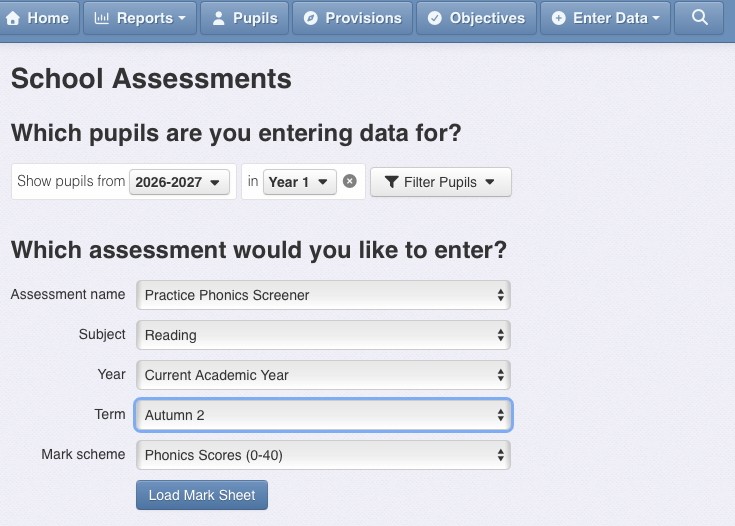 Home Reports Pupils Provisions Objectives Enter Data
School Assessments
Which pupils are you entering data for?
Show pupils from 2026-2027 in Year 1 Filter Pupils
Which assessment would you like to enter?
Assessment name Practice Phonics Screener
Subject Reading
Year Current Academic Year
Term Autumn 2
Mark scheme Phonics Scores (0-40)
Load Mark Sheet